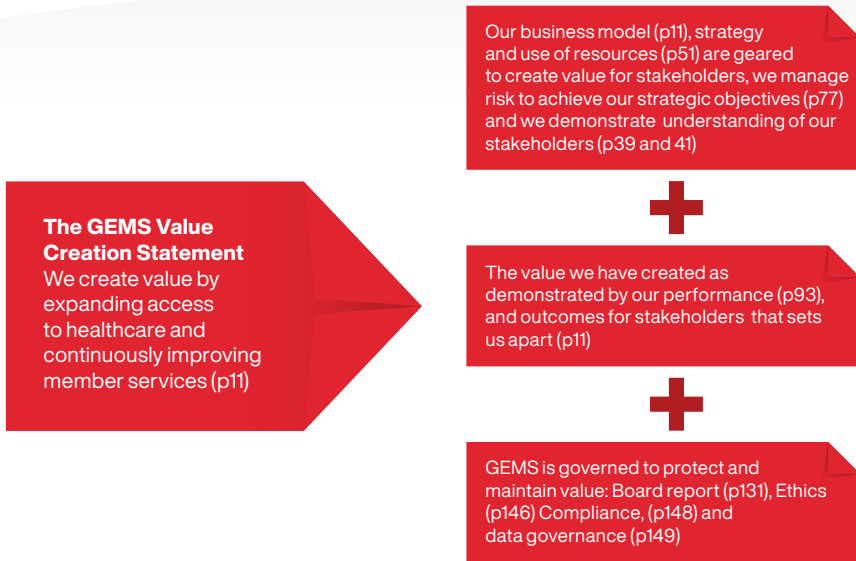 The GEMS Value
Creation Statement
We create value by
expanding access
to healthcare and
continuously improving
member services (p11)
Our business model (p11), strategy
and use of resources (p51) are geared
to create value for stakeholders, we manage
risk to achieve our strategic objectives (p77)
and we demonstrate understanding of our
stakeholders (p39 and 41)
The value we have created as
demonstrated by our performance (p93),
and outcomes for stakeholders that sets
us apart (p11)
GEMS is governed to protect and
maintain value: Board report (p131), Ethics
(p146) Compliance, (p148) and
data governance (p149)